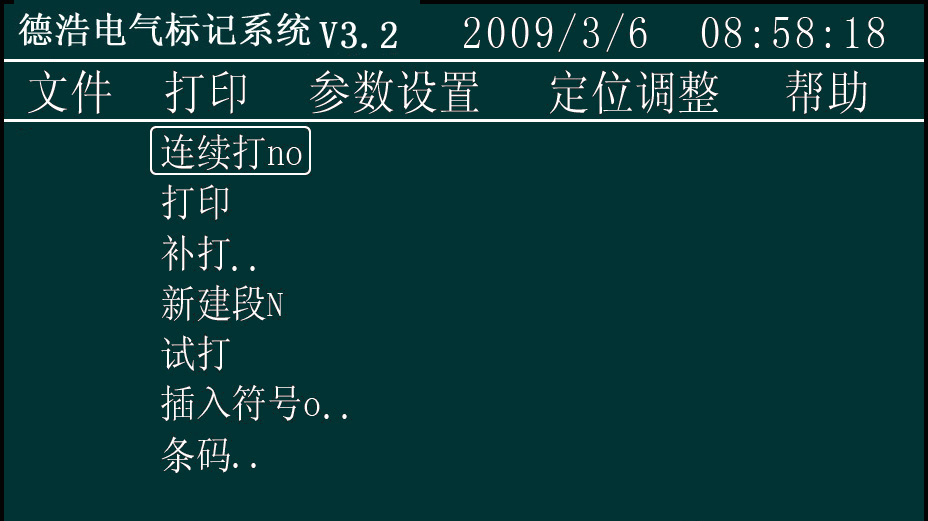 德浩电气标记系统 V3.2 2009/3/6 08:58:18
文件 打印 参数设置 定位调整 帮助
连续打no
打印
补打..
新建段N
试打
插入符号o..
条码..